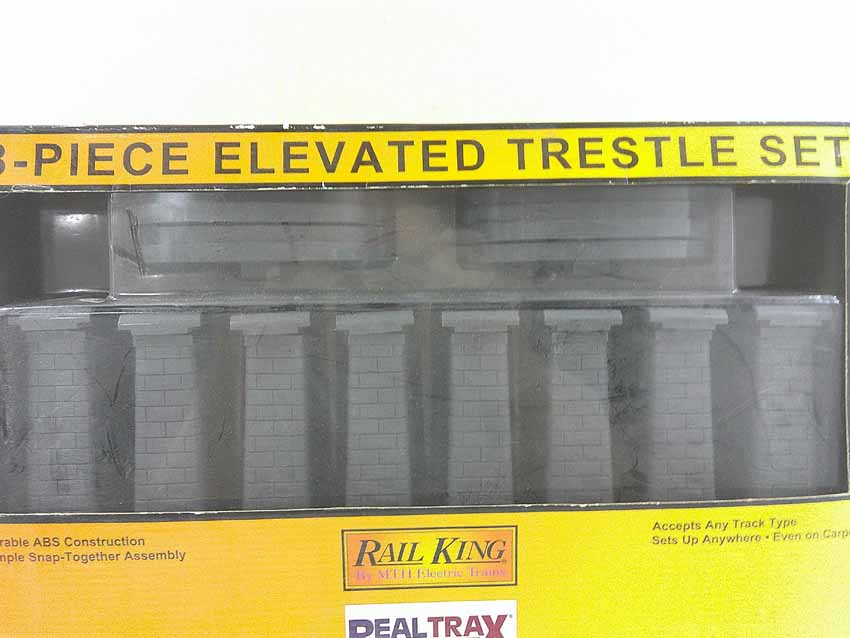 8-PIECE ELEVATED TRESTLE SET
rable ABS Construction
mple Snap-Together Assembly
RAIL KING®
By MTH Electric Trains
Accepts Any Track Type
Sets Up Anywhere • Even on Carp
REALTRAX®